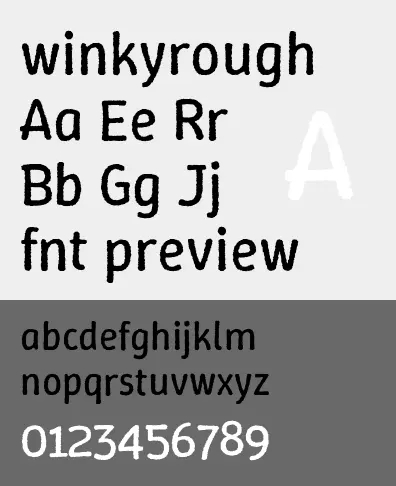 winkyrough
Aa Ee Rr
A
Bb Gg Jj
fnt preview
abcdefghijklm
nopqrstuvwxyz
0123456789